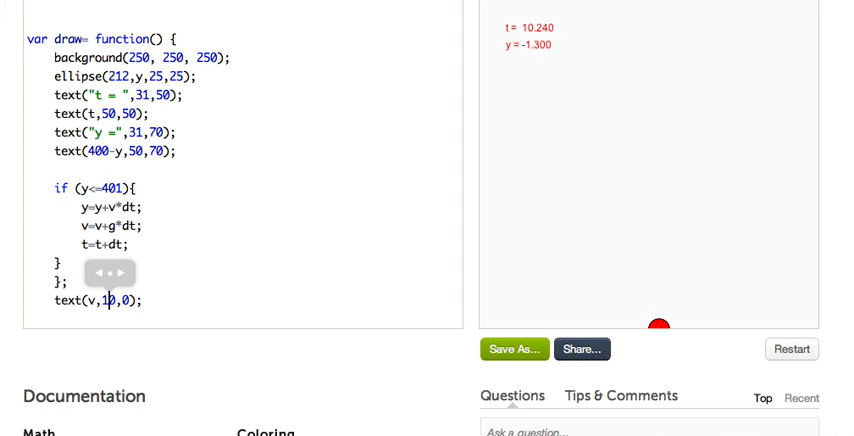 var draw= function() {
background(250, 250, 250);
ellipse(212,y,25,25);
text("t = ",31,50);
text(t,50,50);
text("y =",31,70);
text(400-y,50,70);
if (y<=401){
y=y+v*dt;
v=v+g*dt;
t=t+dt;
}
};
text(v,10,0);
t = 10.240
y = -1.300
Save As... Share... Restart
Documentation
Math Coloring
Questions Tips & Comments Top Recent
Ask a question...